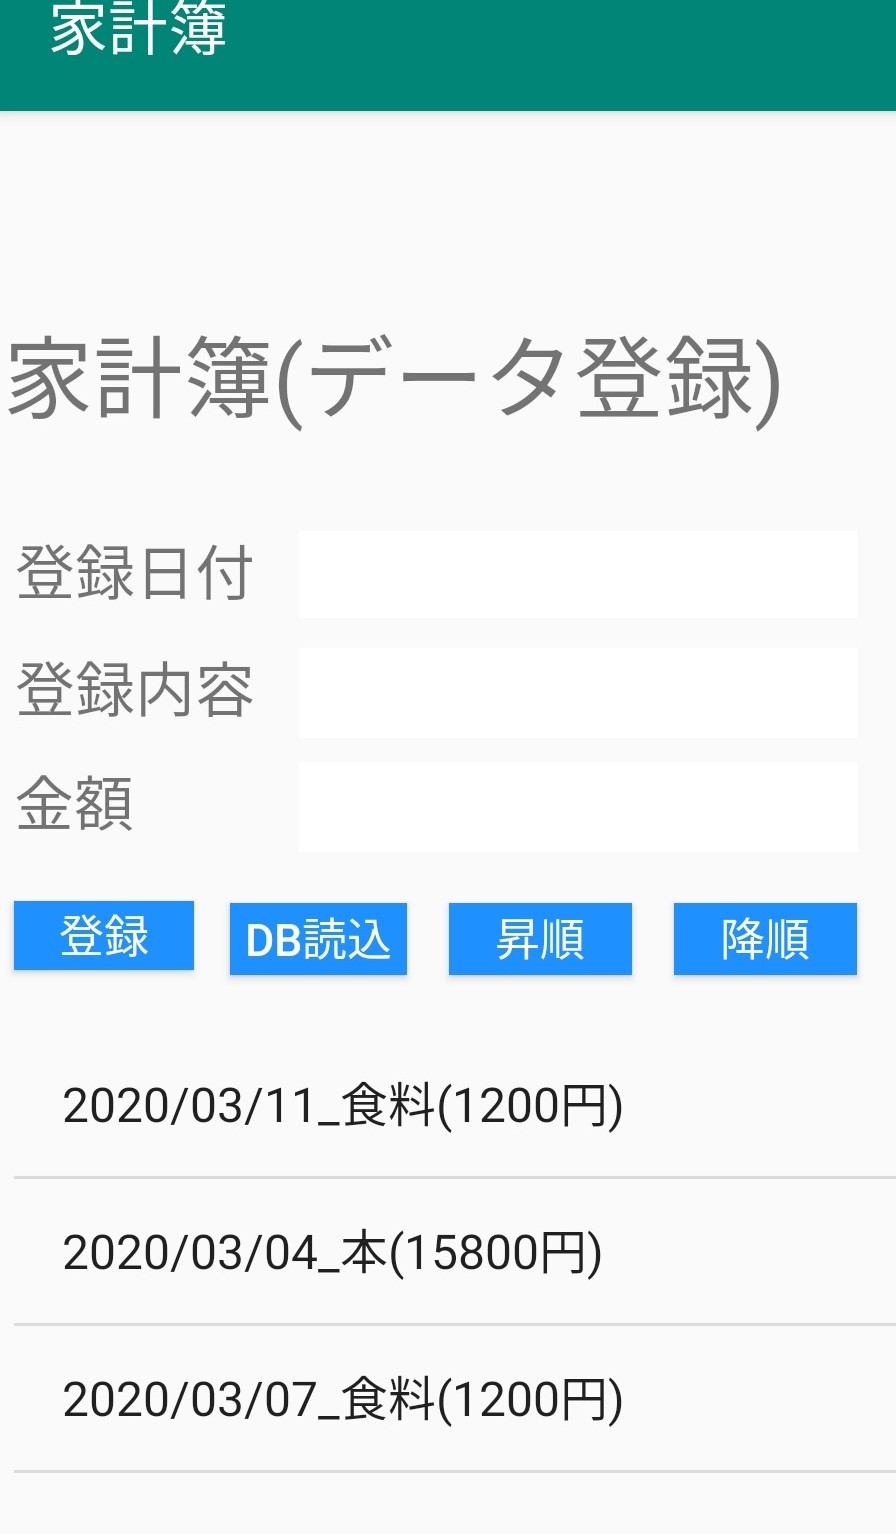 家計簿
家計簿(データ登録)
登録日付
登録内容
金額
登録 DB読込 昇順 降順
2020/03/11_食料(1200円)
2020/03/04_本(15800円)
2020/03/07_食料(1200円)